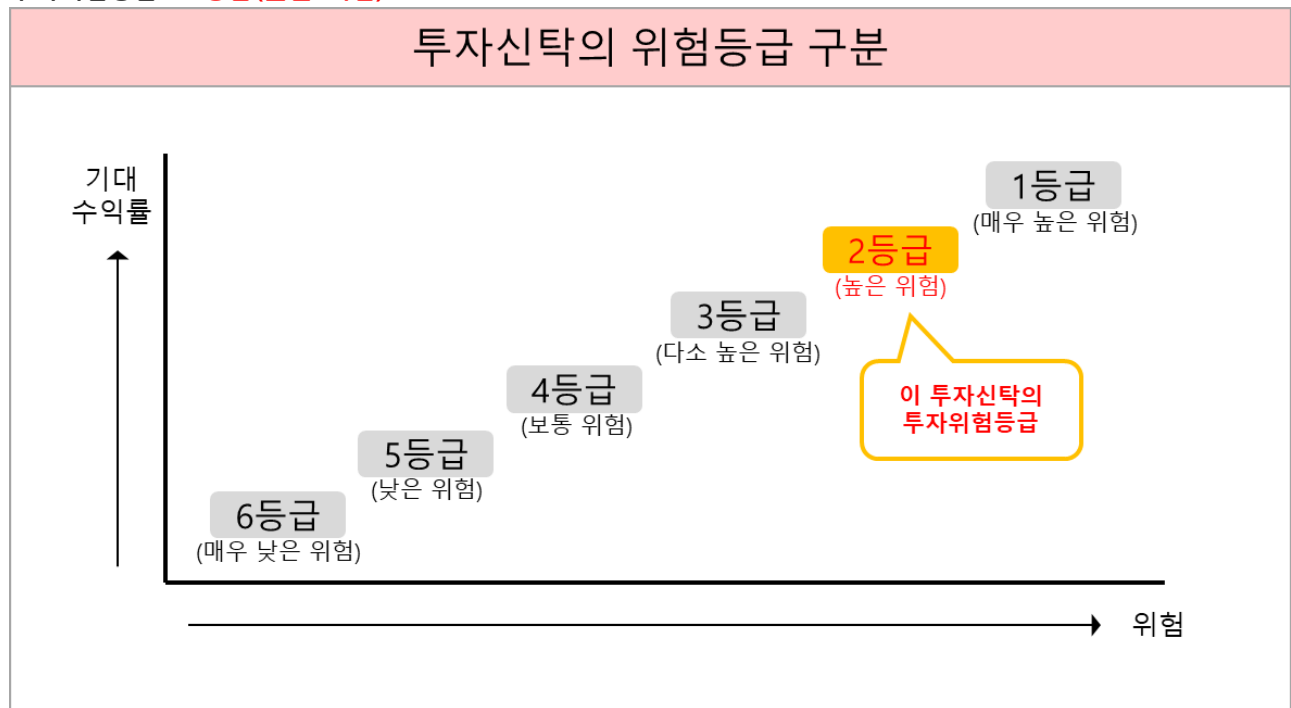 투자신탁의 위험등급 구분
기대
수익률
1등급
(매우 높은 위험)
2등급
(높은 위험)
3등급
(다소 높은 위험)
이 투자신탁의
투자위험등급
4등급
(보통 위험)
5등급
(낮은 위험)
6등급
(매우 낮은 위험)
위험